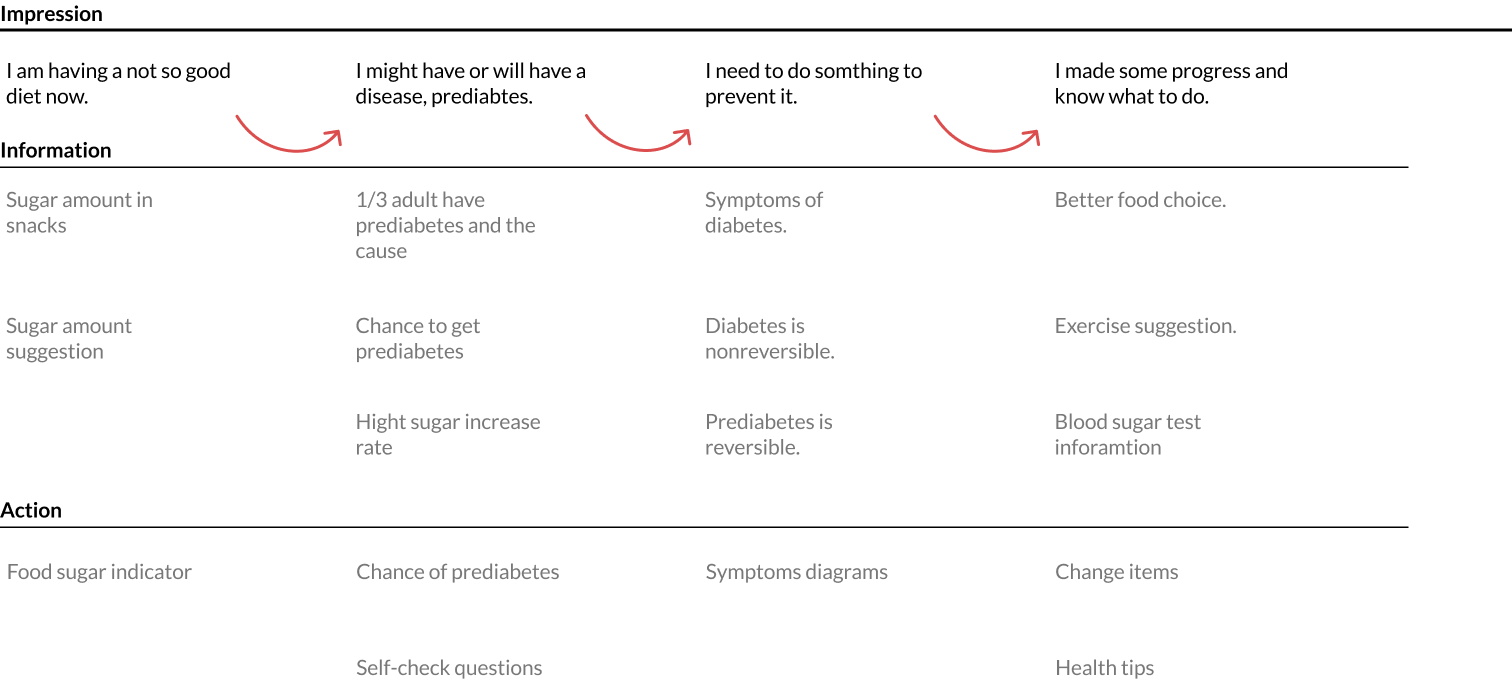 Impression
I am having a not so good
diet now.
I might have or will have a
disease, prediabtes.
I need to do somthing to
prevent it.
I made some progress and
know what to do.
Information
Sugar amount in
snacks
1/3 adult have
prediabetes and the
cause
Symptoms of
diabetes.
Better food choice.
Sugar amount
suggestion
Chance to get
prediabetes
Diabetes is
nonreversible.
Exercise suggestion.
Hight sugar increase
rate
Prediabetes is
reversible.
Blood sugar test
inforamtion
Action
Food sugar indicator
Chance of prediabetes
Symptoms diagrams
Change items
Self-check questions
Health tips